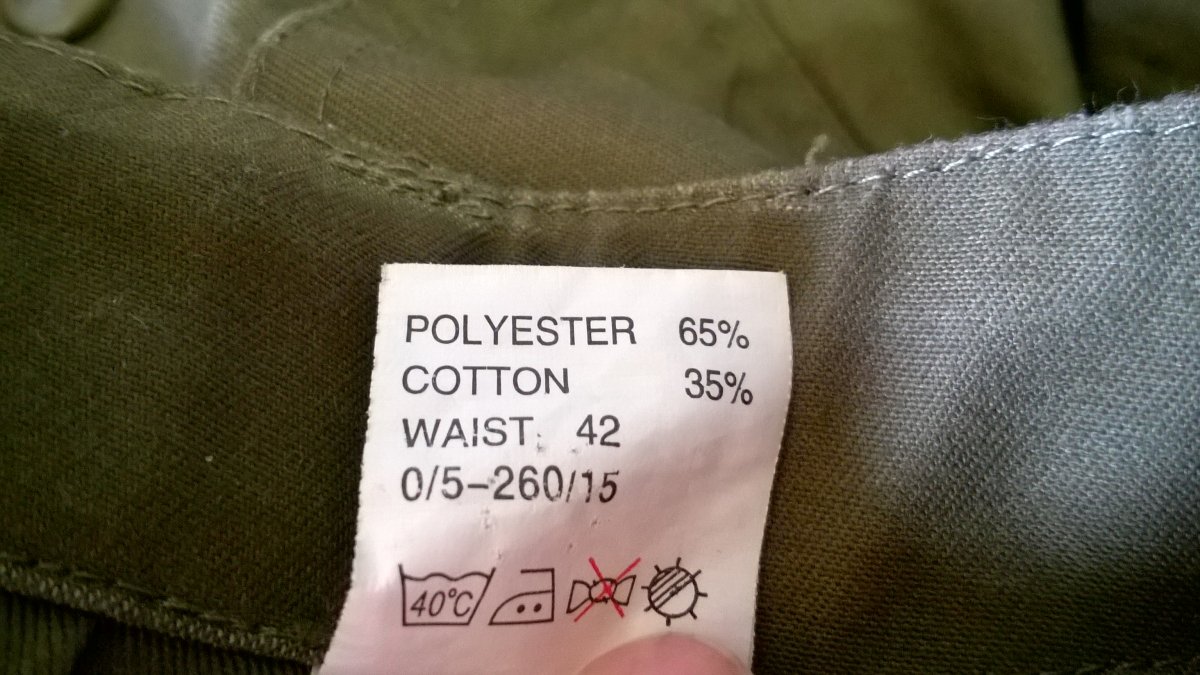 POLYESTER 65%
COTTON 35%
WAIST: 42
0/5-260/15
40°C